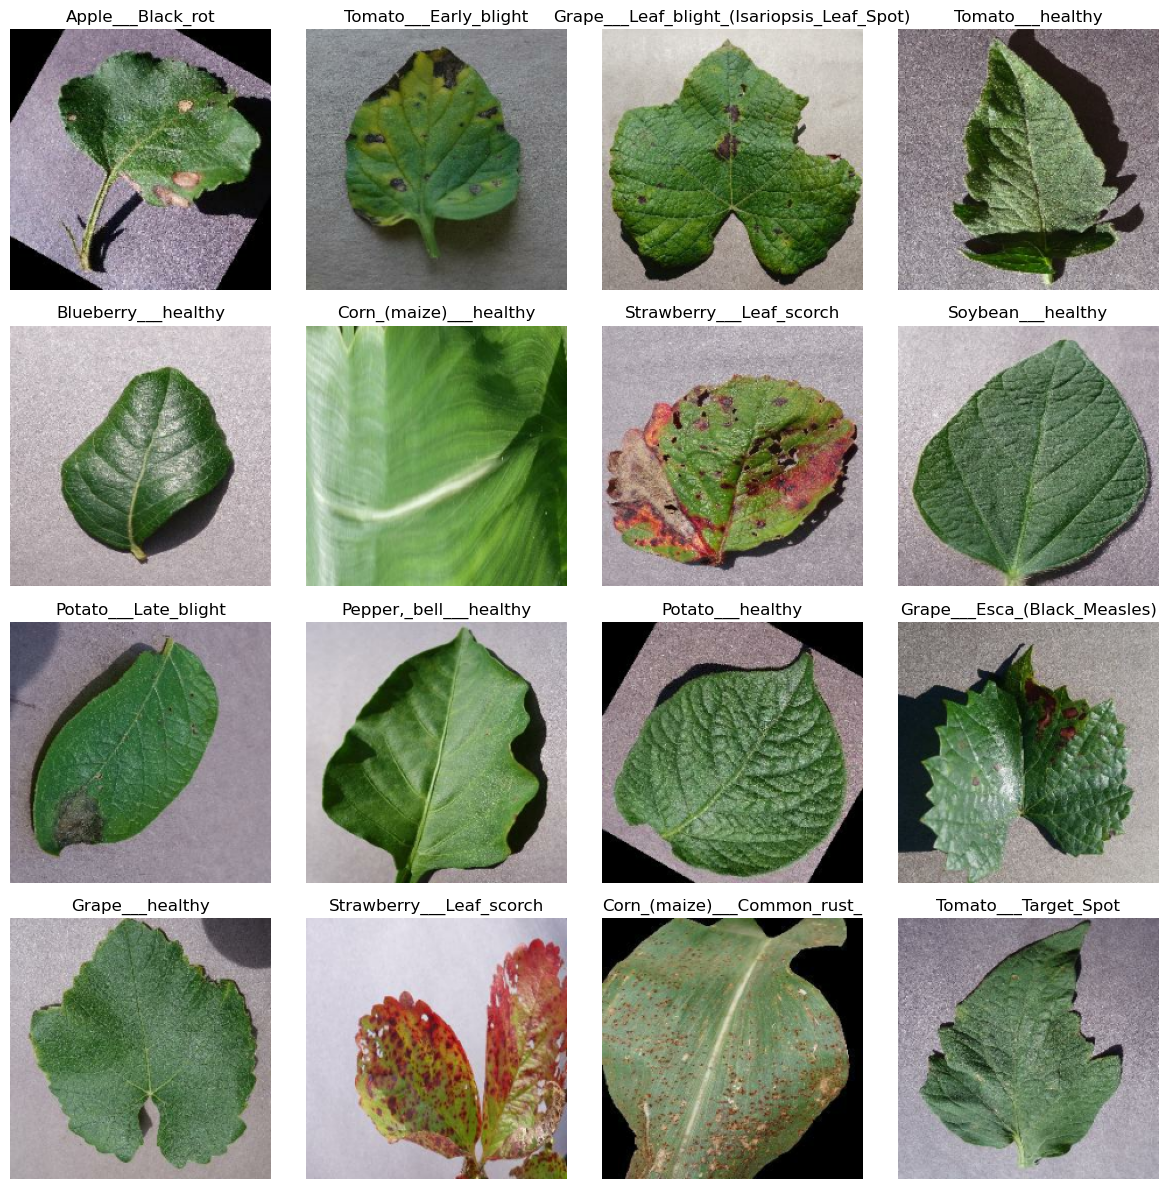 Apple___Black_rot
Tomato___Early_blight
Grape___Leaf_blight_(Isariopsis_Leaf_Spot)
Tomato___healthy
Blueberry___healthy
Corn_(maize)___healthy
Strawberry___Leaf_scorch
Soybean___healthy
Potato___Late_blight
Pepper,_bell___healthy
Potato___healthy
Grape___Esca_(Black_Measles)
Grape___healthy
Strawberry___Leaf_scorch
Corn_(maize)___Common_rust_
Tomato___Target_Spot